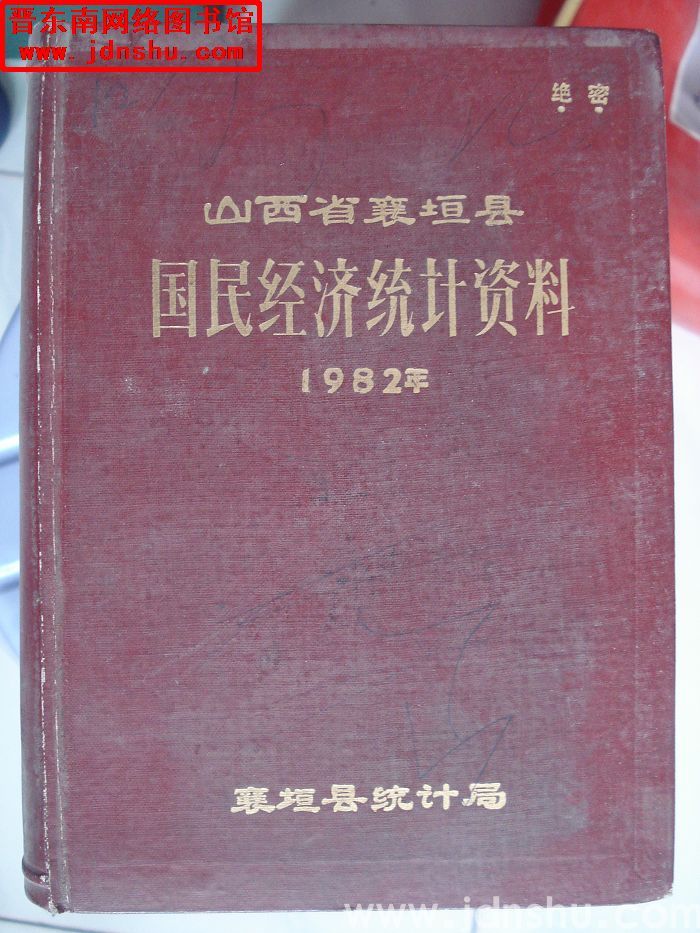 晋东南网络图书馆
www.jdnshu.com
绝密
山西省襄垣县
国民经济统计资料
1982年
襄垣县统计局
www.jdnshu.com